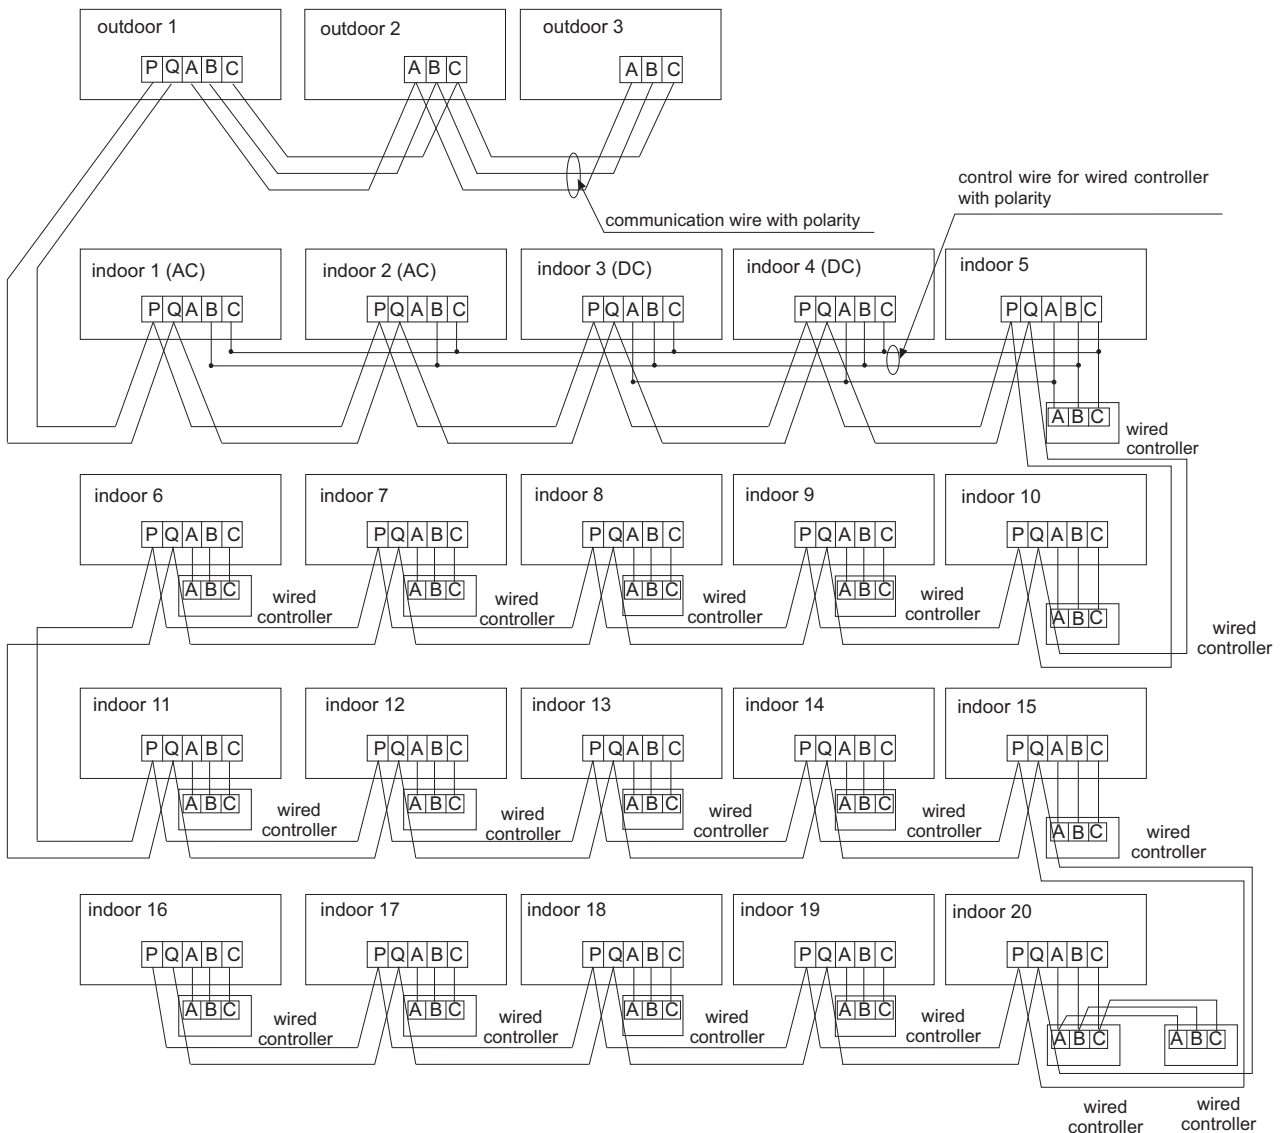 outdoor 1
outdoor 2
outdoor 3
P Q A B C
A B C
A B C
control wire for wired controller
with polarity
communication wire with polarity
indoor 1 (AC)
indoor 2 (AC)
indoor 3 (DC)
indoor 4 (DC)
indoor 5
P Q A B C
P Q A B C
P Q A B C
P Q A B C
P Q A B C
A B C
wired
controller
indoor 6
indoor 7
indoor 8
indoor 9
indoor 10
P Q A B C
P Q A B C
P Q A B C
P Q A B C
P Q A B C
A B C
wired
controller
A B C
wired
controller
A B C
wired
controller
A B C
wired
controller
A B C
wired
controller
indoor 11
indoor 12
indoor 13
indoor 14
indoor 15
P Q A B C
P Q A B C
P Q A B C
P Q A B C
P Q A B C
A B C
wired
controller
A B C
wired
controller
A B C
wired
controller
A B C
wired
controller
A B C
wired
controller
indoor 16
indoor 17
indoor 18
indoor 19
indoor 20
P Q A B C
P Q A B C
P Q A B C
P Q A B C
P Q A B C
A B C
wired
controller
A B C
wired
controller
A B C
wired
controller
A B C
wired
controller
A B C
A B C
wired
controller
wired
controller